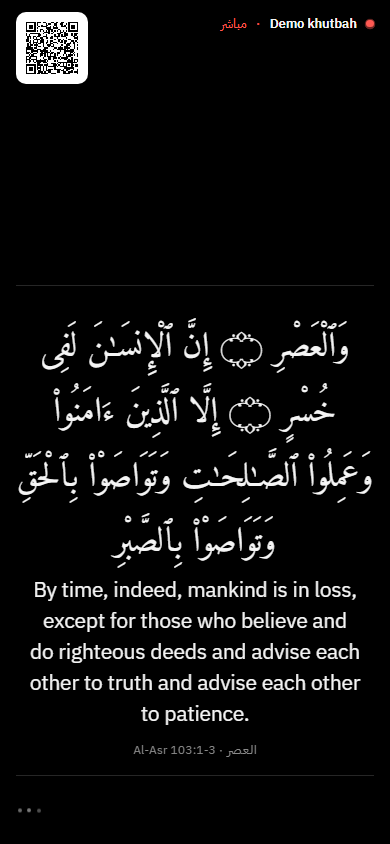 مباشر · Demo khutbah
وَٱلْعَصْرِ ۝ إِنَّ ٱلْإِنسَـٰنَ لَفِى
خُسْرٍ ۝ إِلَّا ٱلَّذِينَ ءَامَنُوا۟
وَعَمِلُوا۟ ٱلصَّـٰلِحَـٰتِ وَتَوَاصَوْا۟ بِٱلْحَقِّ
وَتَوَاصَوْا۟ بِٱلصَّبْرِ
By time, indeed, mankind is in loss,
except for those who believe and
do righteous deeds and advise each
other to truth and advise each other
to patience.
Al-Asr 103:1-3 · العصر